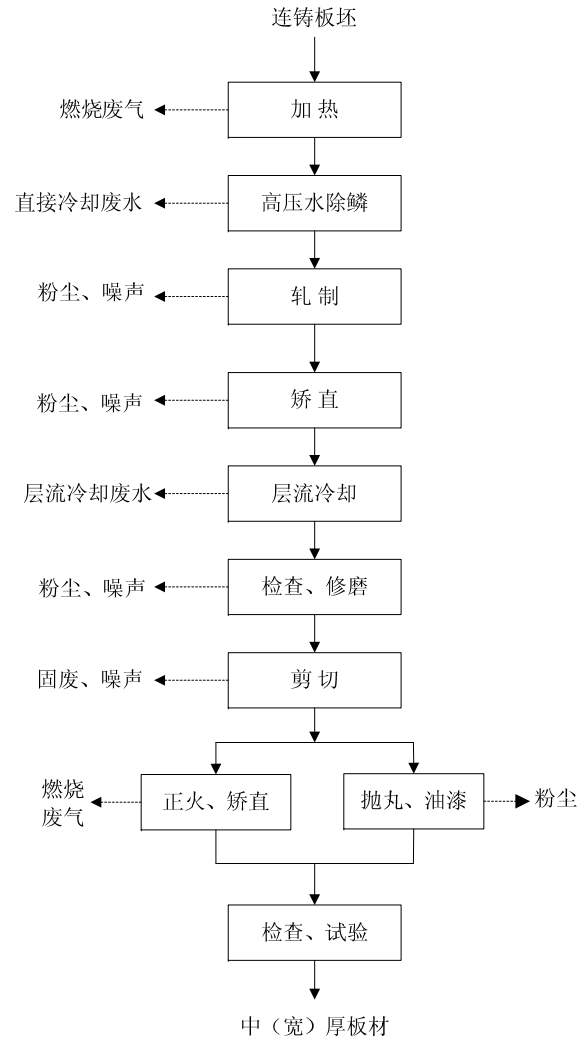 连铸板坯
燃烧废气
加 热
直接冷却废水
高压水除鳞
粉尘、噪声
轧 制
粉尘、噪声
矫 直
层流冷却废水
层流冷却
粉尘、噪声
检查、修磨
固废、噪声
剪 切
燃烧
废气
正火、矫直
抛丸、油漆
粉尘
检查、试验
中（宽）厚板材